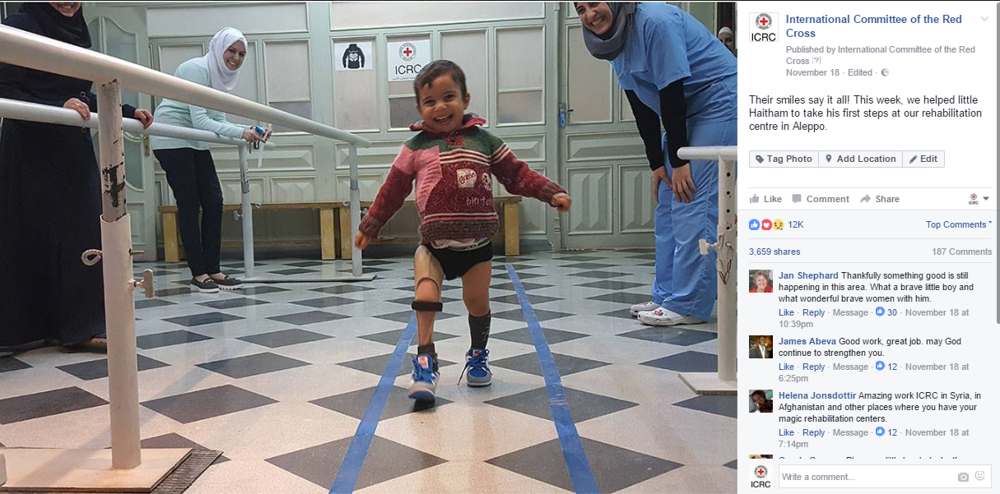 ICRC
game
binte
ICRC
International Committee of the Red
Cross
Published by International Committee of the Red
Cross [?]
November 18 · Edited ·
Their smiles say it all! This week, we helped little
Haitham to take his first steps at our rehabilitation
centre in Aleppo.
Tag Photo Add Location Edit
Like Comment Share
ICRC
12K Top Comments
3,659 shares 187 Comments
Jan Shephard Thankfully something good is still
happening in this area. What a brave little boy and
what wonderful brave women with him.
Like · Reply · Message · 30 · November 18 at
10:39pm
James Abeva Good work, great job. may God
continue to strengthen you.
Like · Reply · Message · 12 · November 18 at
6:25pm
Helena Jonsdottir Amazing work ICRC in Syria, in
Afghanistan and other places where you have your
magic rehabilitation centers.
Like · Reply · Message · 12 · November 18 at
7:14pm
ICRC
Write a comment...